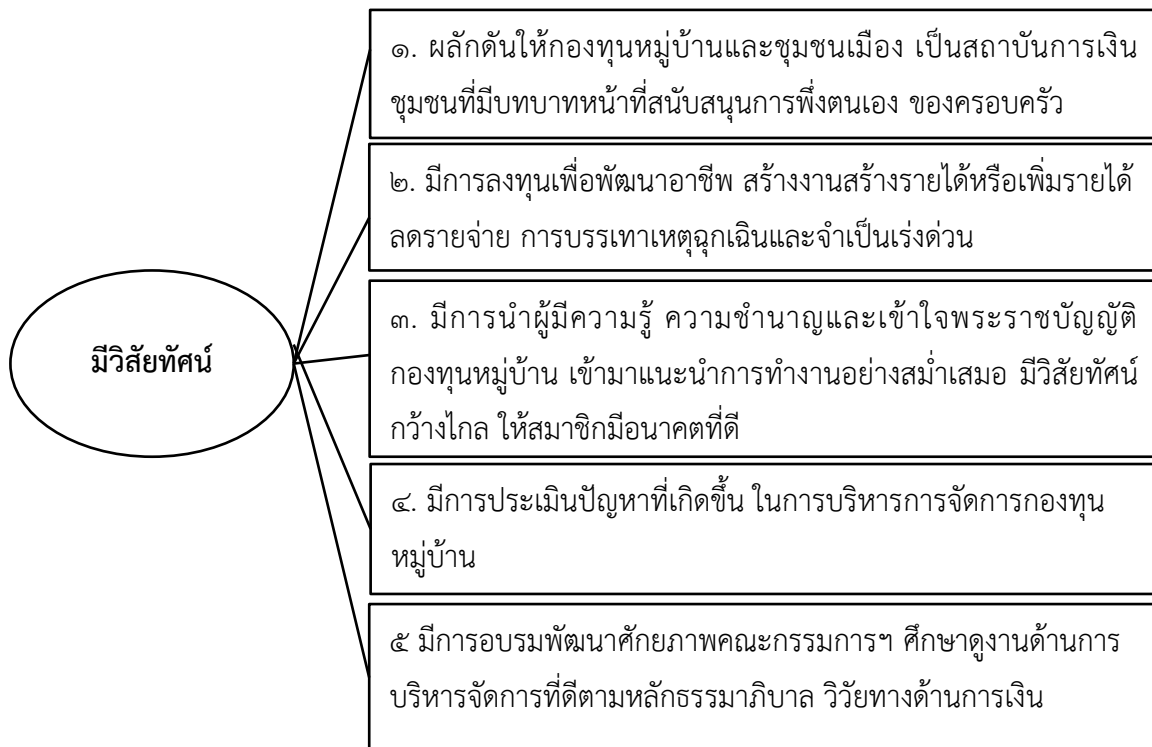 ๑. ผลักดันให้กองทุนหมู่บ้านและชุมชนเมือง เป็นสถาบันการเงิน
ชุมชนที่มีบทบาทหน้าที่สนับสนุนการพึ่งตนเอง ของครอบครัว
๒. มีการลงทุนเพื่อพัฒนาอาชีพ สร้างงานสร้างรายได้หรือเพิ่มรายได้
ลดรายจ่าย การบรรเทาเหตุฉุกเฉินและจำเป็นเร่งด่วน
มีวิสัยทัศน์
๓. มีการนำผู้มีความรู้ ความชำนาญและเข้าใจพระราชบัญญัติ
กองทุนหมู่บ้าน เข้ามาแนะนำการทำงานอย่างสม่ำเสมอ มีวิสัยทัศน์
กว้างไกล ให้สมาชิกมีอนาคตที่ดี
๔. มีการประเมินปัญหาที่เกิดขึ้น ในการบริหารการจัดการกองทุน
หมู่บ้าน
๕ มีการอบรมพัฒนาศักยภาพคณะกรรมการฯ ศึกษาดูงานด้านการ
บริหารจัดการที่ดีตามหลักธรรมาภิบาล วิวัยทางด้านการเงิน